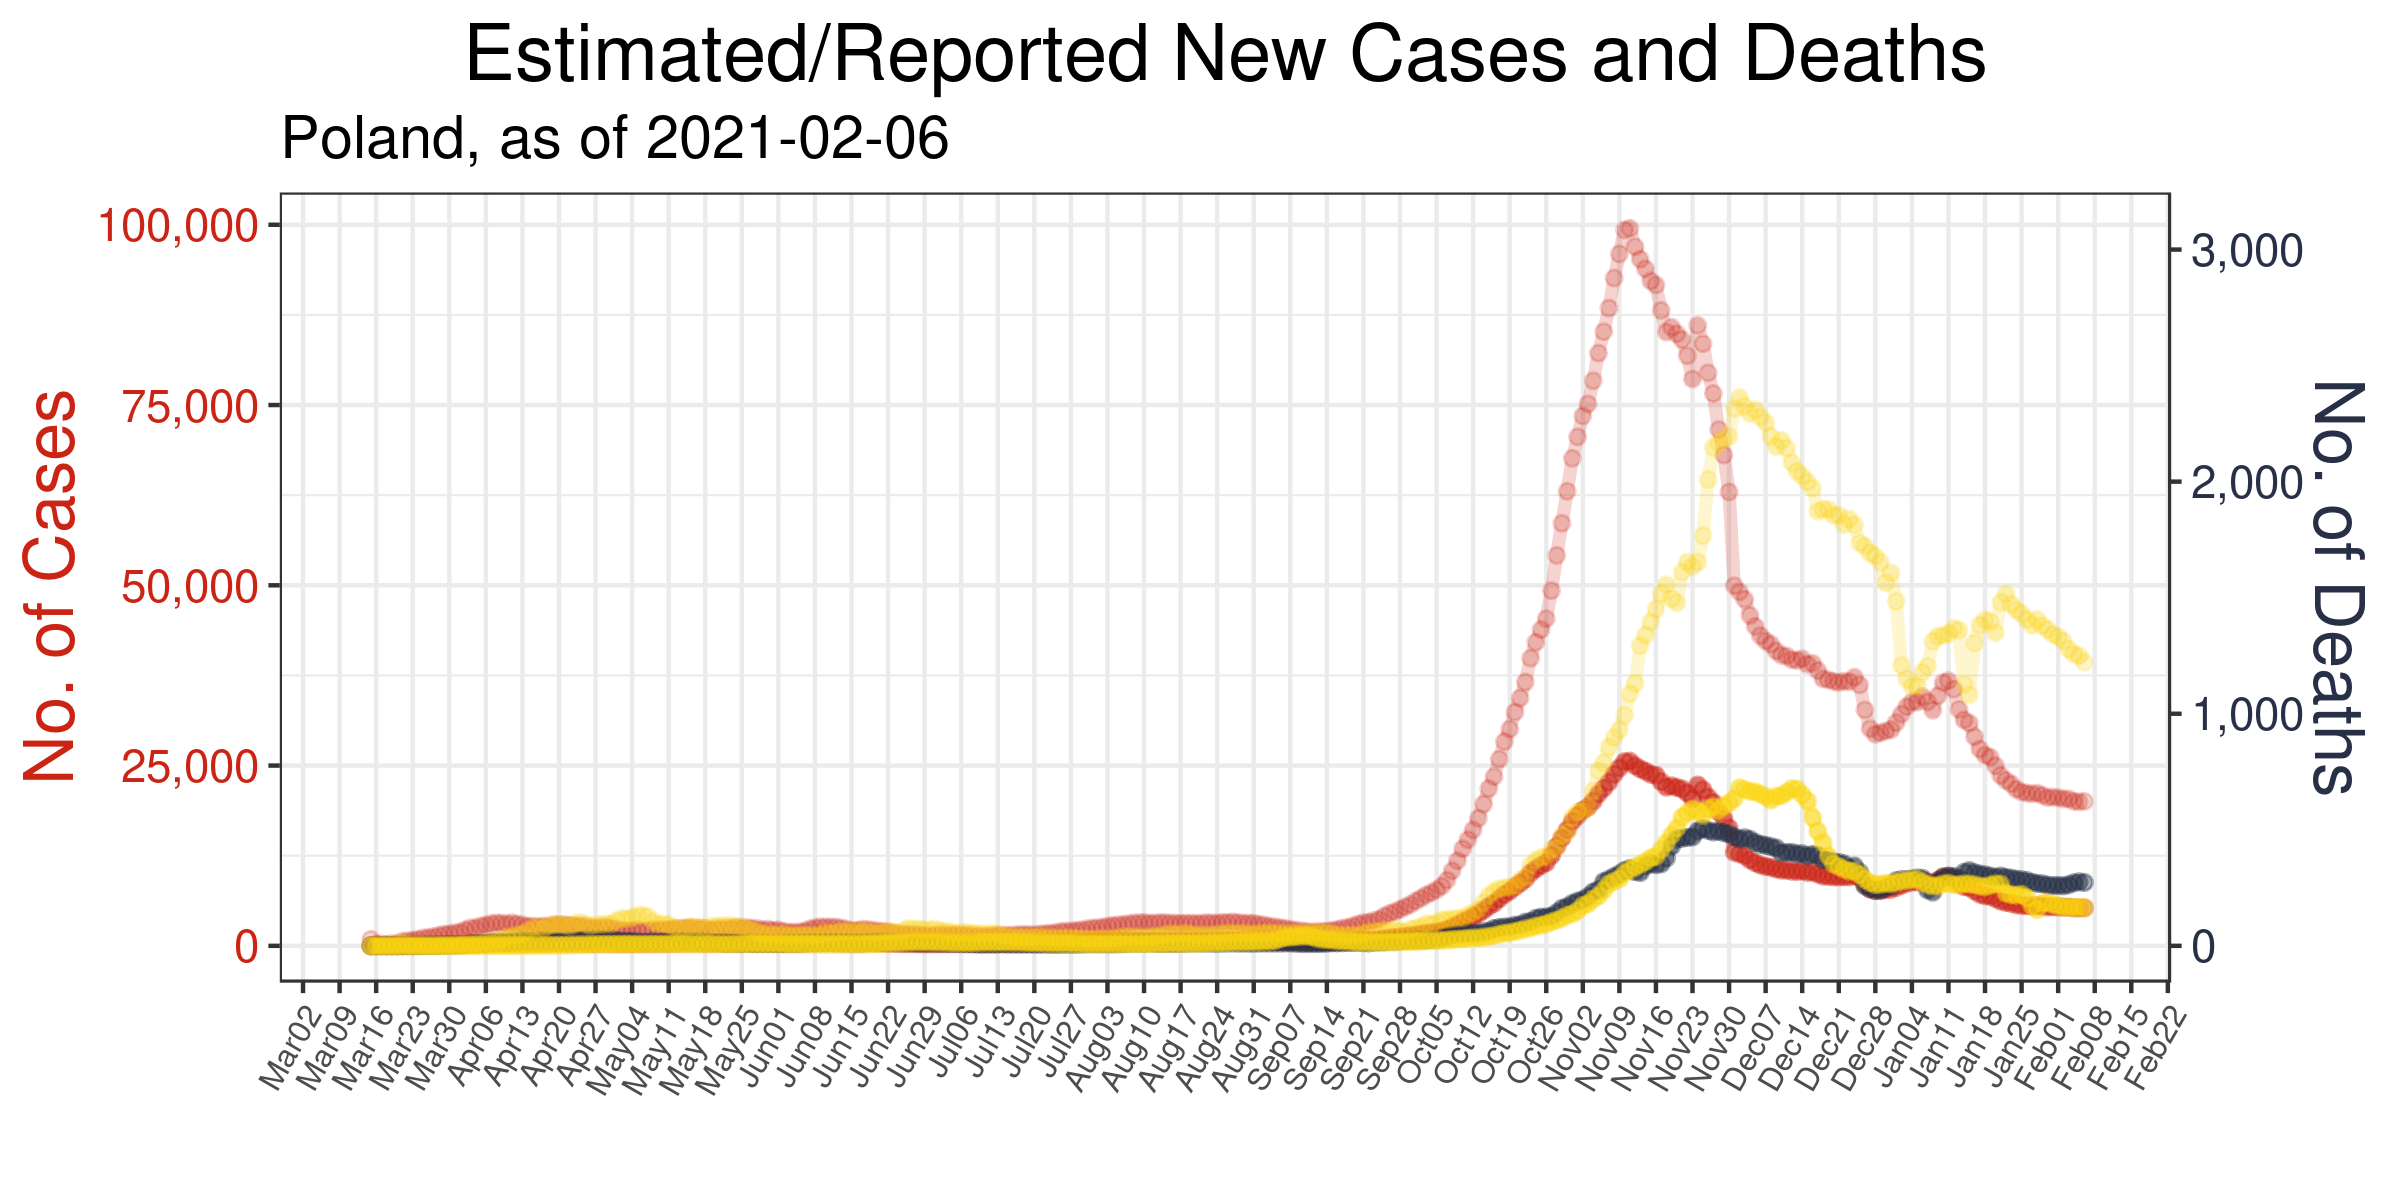 Estimated/Reported New Cases and Deaths
Poland, as of 2021-02-06
No. of Cases
100,000
75,000
50,000
25,000
0
3,000
2,000
1,000
0
No. of Deaths
Mar02
Mar09
Mar16
Mar23
Mar30
Apr06
Apr13
Apr20
Apr27
May04
May11
May18
May25
Jun01
Jun08
Jun15
Jun22
Jun29
Jul06
Jul13
Jul20
Jul27
Aug03
Aug10
Aug17
Aug24
Aug31
Sep07
Sep14
Sep21
Sep28
Oct05
Oct12
Oct19
Oct26
Nov02
Nov09
Nov16
Nov23
Nov30
Dec07
Dec14
Dec21
Dec28
Jan04
Jan11
Jan18
Jan25
Feb01
Feb08
Feb15
Feb22